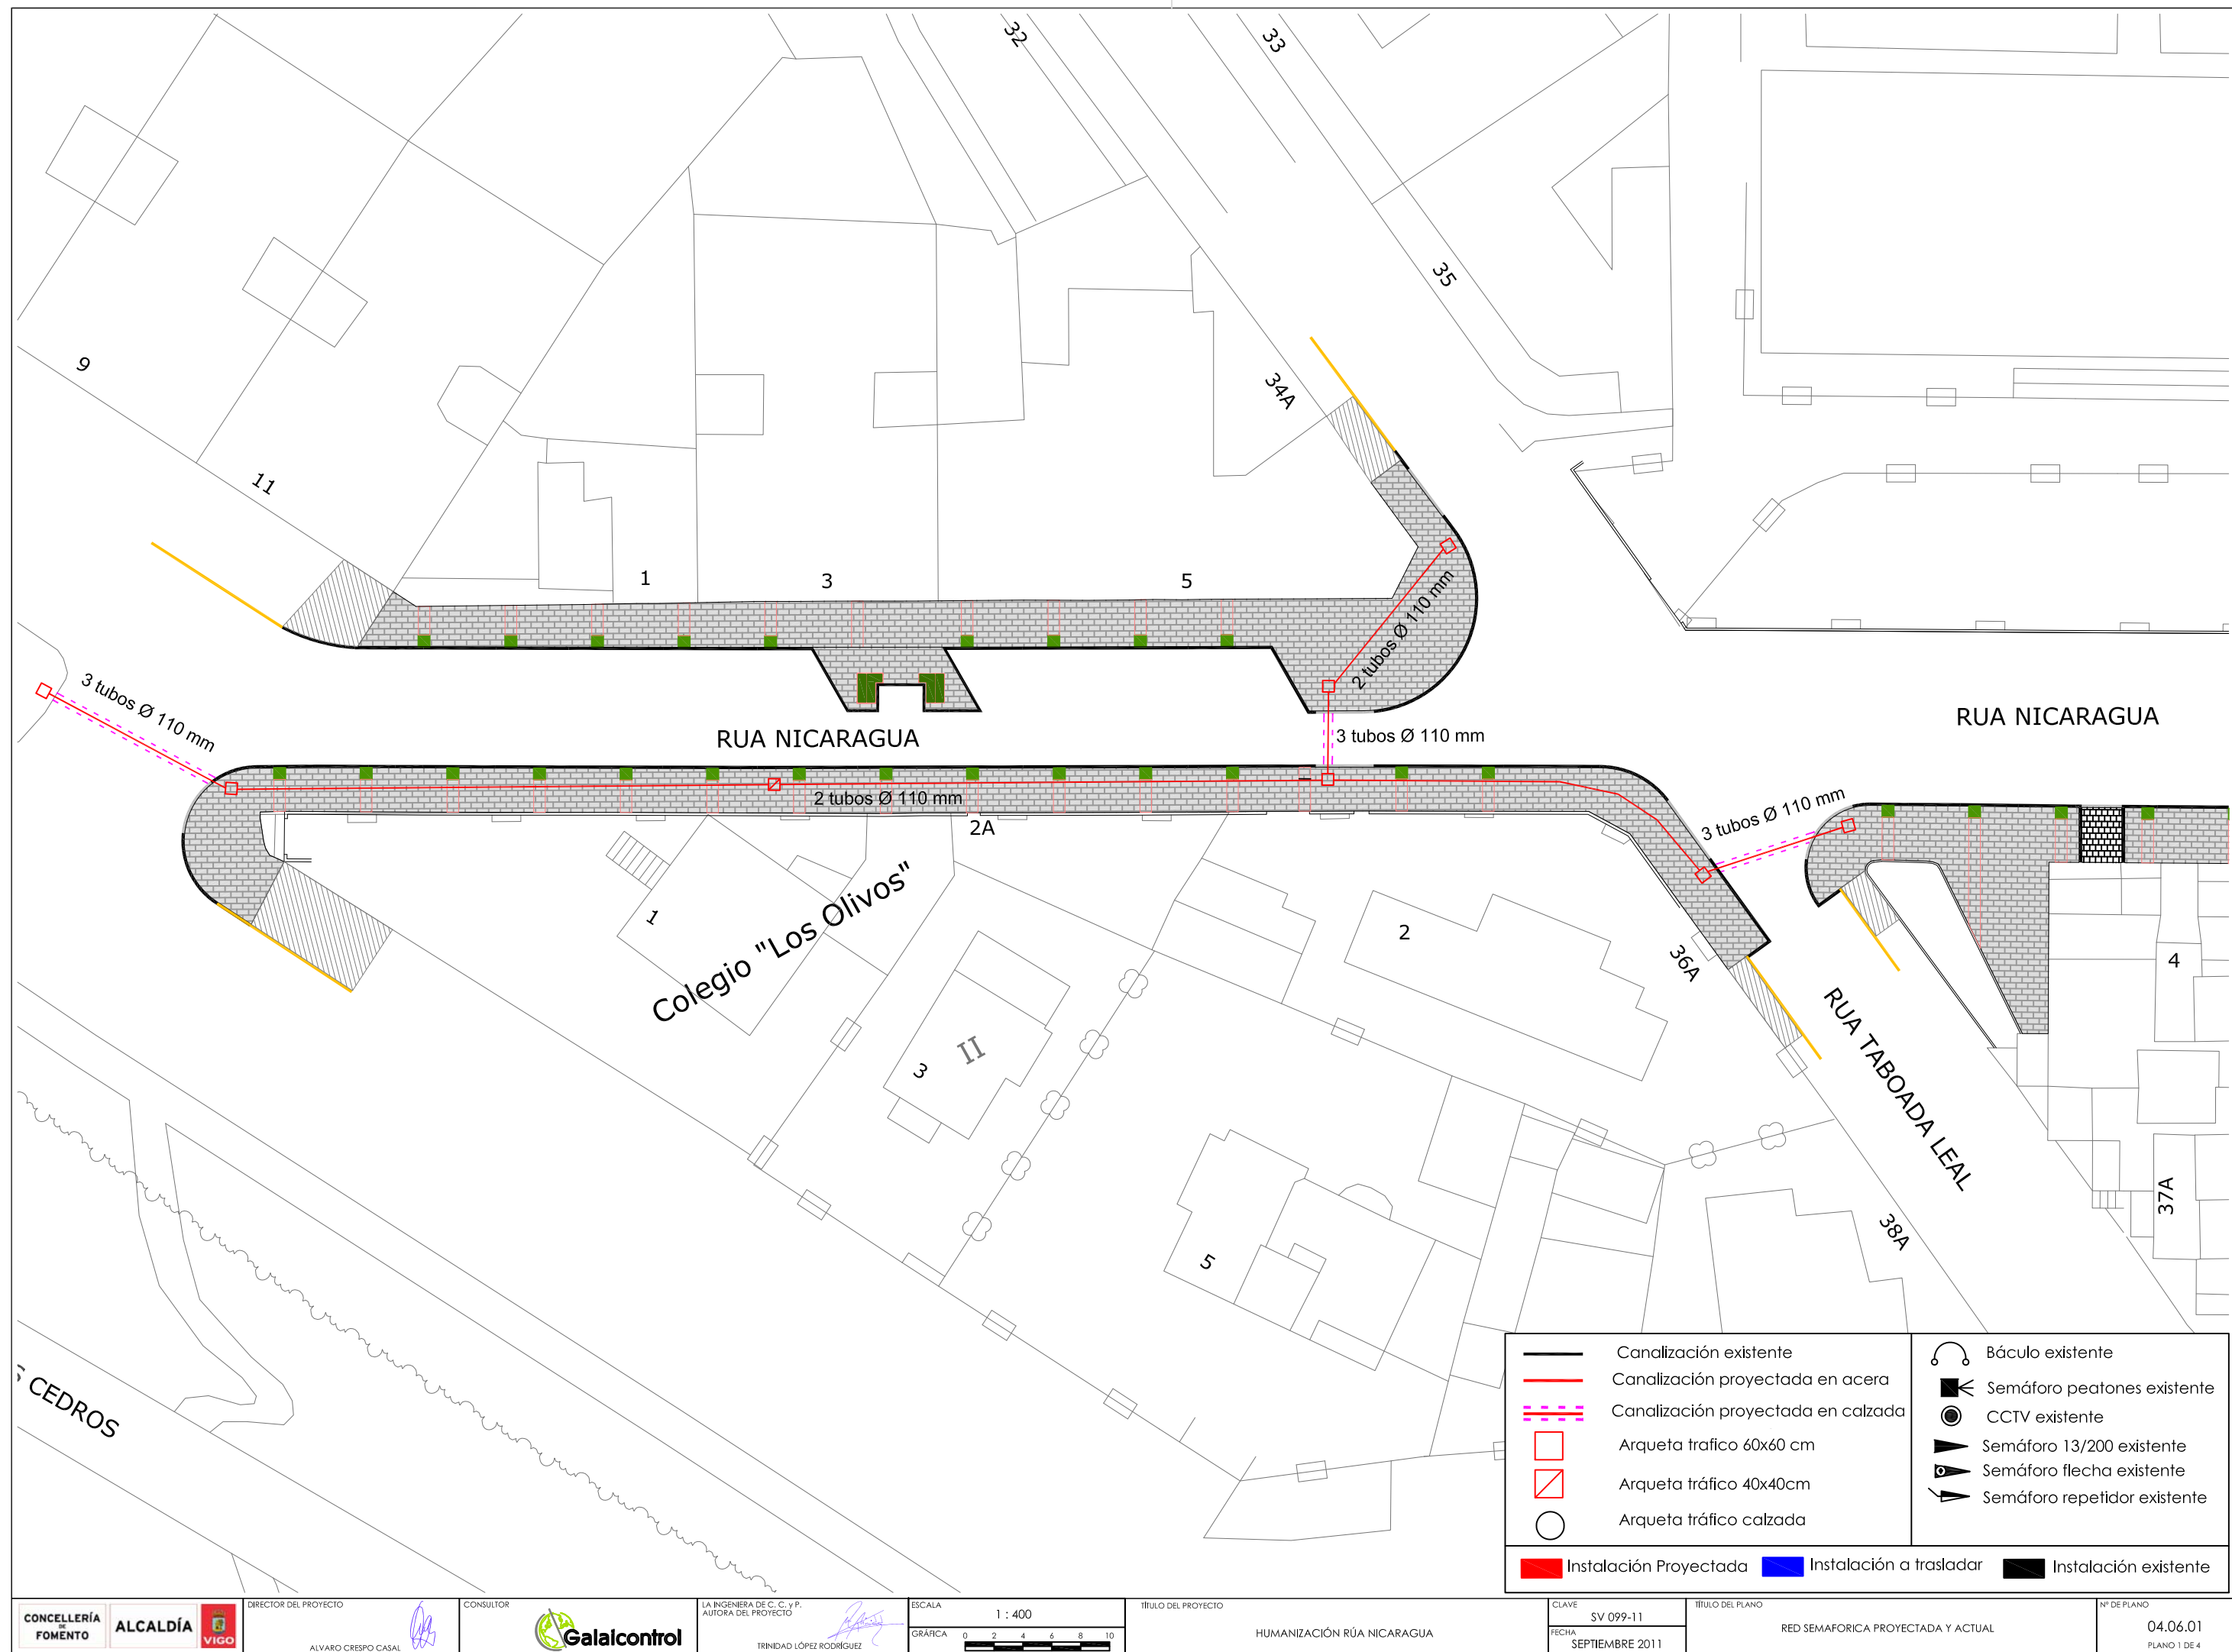 32
33
35
9
34A
11
1
3
5
3 tubos Ø 110 mm
2 tubos Ø 110 mm
RUA NICARAGUA
3 tubos Ø 110 mm
RUA NICARAGUA
2 tubos Ø 110 mm
3 tubos Ø 110 mm
2A
1
Colegio "Los Olivos"
2
36A
4
3
II
RUA TABOADA LEAL
37A
38A
5
S CEDROS
Canalización existente
Canalización proyectada en acera
Canalización proyectada en calzada
Arqueta trafico 60x60 cm
Arqueta tráfico 40x40cm
Arqueta tráfico calzada
Báculo existente
Semáforo peatones existente
CCTV existente
Semáforo 13/200 existente
Semáforo flecha existente
Semáforo repetidor existente
Instalación Proyectada
Instalación a trasladar
Instalación existente
CONCELLERÍA
DE
FOMENTO
ALCALDÍA
VIGO
DIRECTOR DEL PROYECTO
ALVARO CRESPO CASAL
CONSULTOR
Galaicontrol
LA INGENIERA DE C. C. y P.
AUTORA DEL PROYECTO
TRINIDAD LÓPEZ RODRÍGUEZ
ESCALA
1 : 400
GRÁFICA
0 2 4 6 8 10
TÍTULO DEL PROYECTO
HUMANIZACIÓN RÚA NICARAGUA
CLAVE
SV 099-11
FECHA
SEPTIEMBRE 2011
TÍTULO DEL PLANO
RED SEMAFORICA PROYECTADA Y ACTUAL
Nº DE PLANO
04.06.01
PLANO 1 DE 4